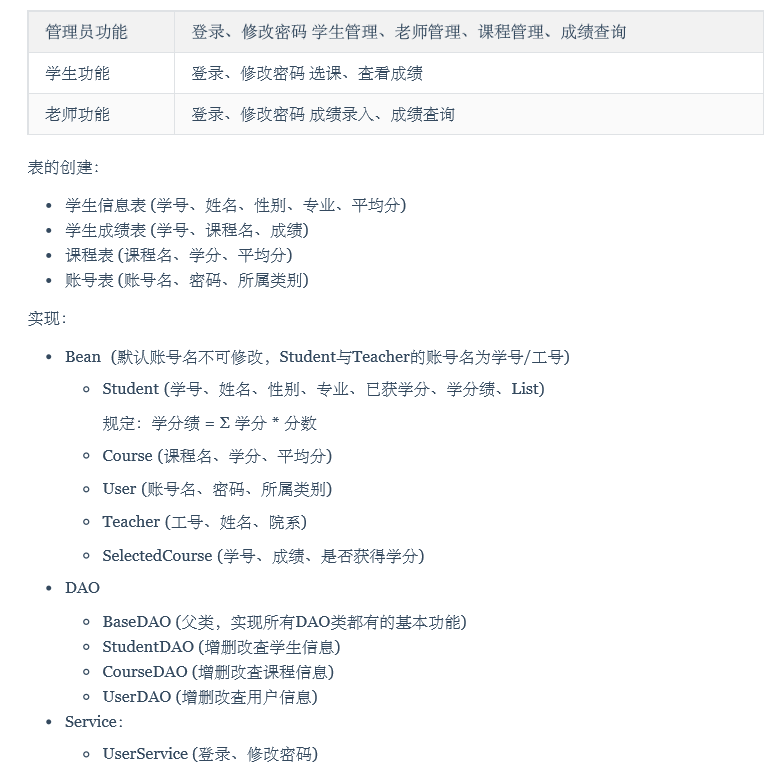 管理员功能 登录、修改密码 学生管理、老师管理、课程管理、成绩查询
学生功能 登录、修改密码 选课、查看成绩
老师功能 登录、修改密码 成绩录入、成绩查询
表的创建：
• 学生信息表 (学号、姓名、性别、专业、平均分)
• 学生成绩表 (学号、课程名、成绩)
• 课程表 (课程名、学分、平均分)
• 账号表 (账号名、密码、所属类别)
实现：
• Bean（默认账号名不可修改，Student与Teacher的账号名为学号/工号)
◦ Student (学号、姓名、性别、专业、已获学分、学分绩、List)
规定：学分绩 = Σ 学分 * 分数
◦ Course (课程名、学分、平均分)
◦ User (账号名、密码、所属类别)
◦ Teacher (工号、姓名、院系)
◦ SelectedCourse (学号、成绩、是否获得学分)
• DAO
◦ BaseDAO (父类，实现所有DAO类都有的基本功能)
◦ StudentDAO (增删改查学生信息)
◦ CourseDAO (增删改查课程信息)
◦ UserDAO (增删改查用户信息)
• Service：
◦ UserService (登录、修改密码)